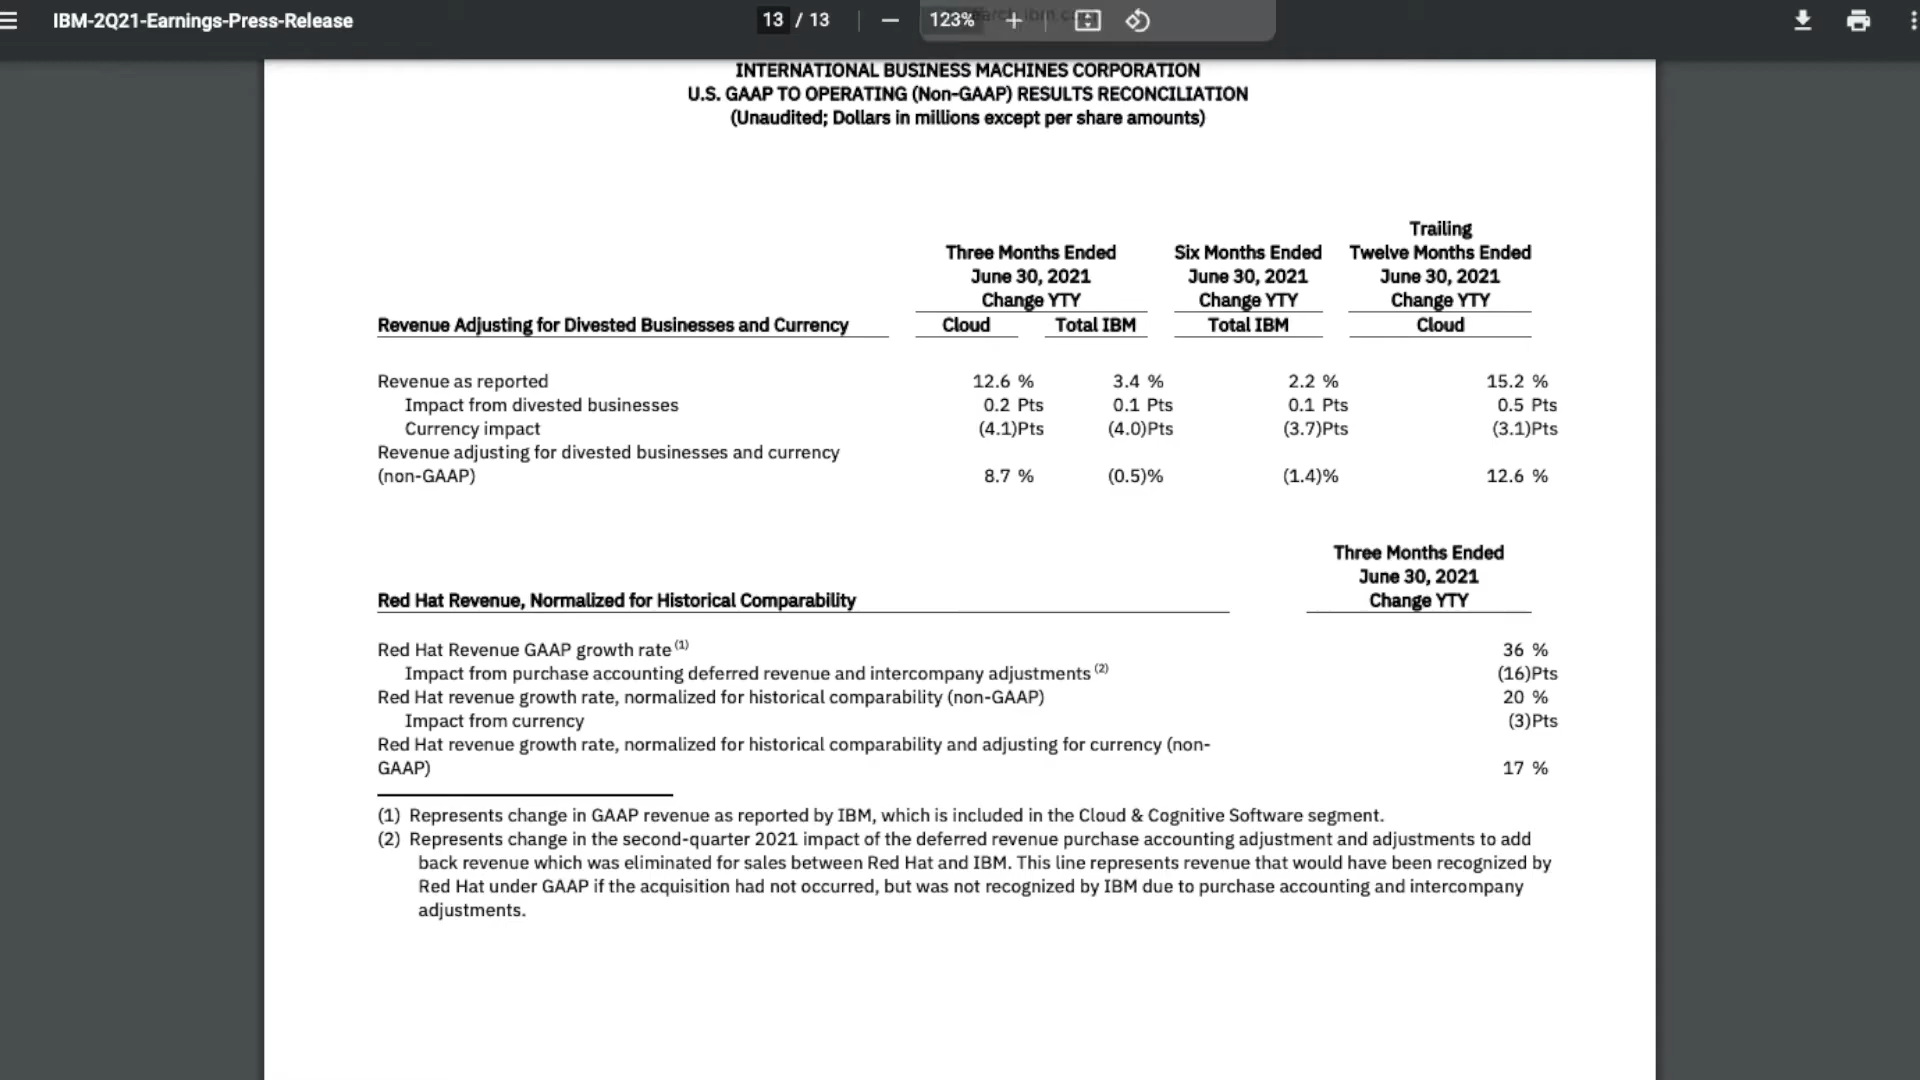 IBM-2Q21-Earnings-Press-Release 13 / 13 123%
INTERNATIONAL BUSINESS MACHINES CORPORATION
U.S. GAAP TO OPERATING (Non-GAAP) RESULTS RECONCILIATION
(Unaudited; Dollars in millions except per share amounts)
Trailing
Three Months Ended Six Months Ended Twelve Months Ended
June 30, 2021 June 30, 2021 June 30, 2021
Change YTY Change YTY Change YTY
Revenue Adjusting for Divested Businesses and Currency Cloud Total IBM Total IBM Cloud
Revenue as reported 12.6 % 3.4 % 2.2 % 15.2 %
Impact from divested businesses 0.2 Pts 0.1 Pts 0.1 Pts 0.5 Pts
Currency impact (4.1)Pts (4.0)Pts (3.7)Pts (3.1)Pts
Revenue adjusting for divested businesses and currency
(non-GAAP) 8.7 % (0.5)% (1.4)% 12.6 %
Three Months Ended
June 30, 2021
Red Hat Revenue, Normalized for Historical Comparability Change YTY
Red Hat Revenue GAAP growth rate (1) 36 %
Impact from purchase accounting deferred revenue and intercompany adjustments (2) (16)Pts
Red Hat revenue growth rate, normalized for historical comparability (non-GAAP) 20 %
Impact from currency (3)Pts
Red Hat revenue growth rate, normalized for historical comparability and adjusting for currency (non-
GAAP) 17 %
(1) Represents change in GAAP revenue as reported by IBM, which is included in the Cloud & Cognitive Software segment.
(2) Represents change in the second-quarter 2021 impact of the deferred revenue purchase accounting adjustment and adjustments to add
back revenue which was eliminated for sales between Red Hat and IBM. This line represents revenue that would have been recognized by
Red Hat under GAAP if the acquisition had not occurred, but was not recognized by IBM due to purchase accounting and intercompany
adjustments.